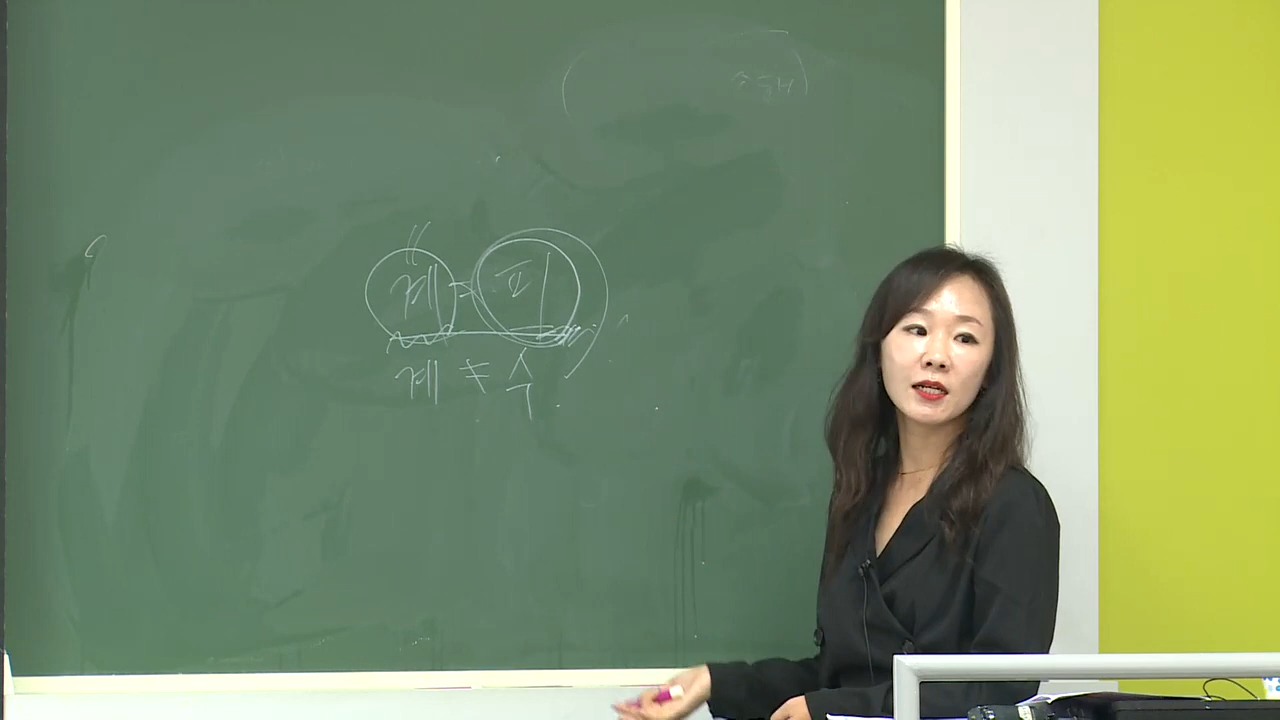 계 = 피
계 ≠ 수